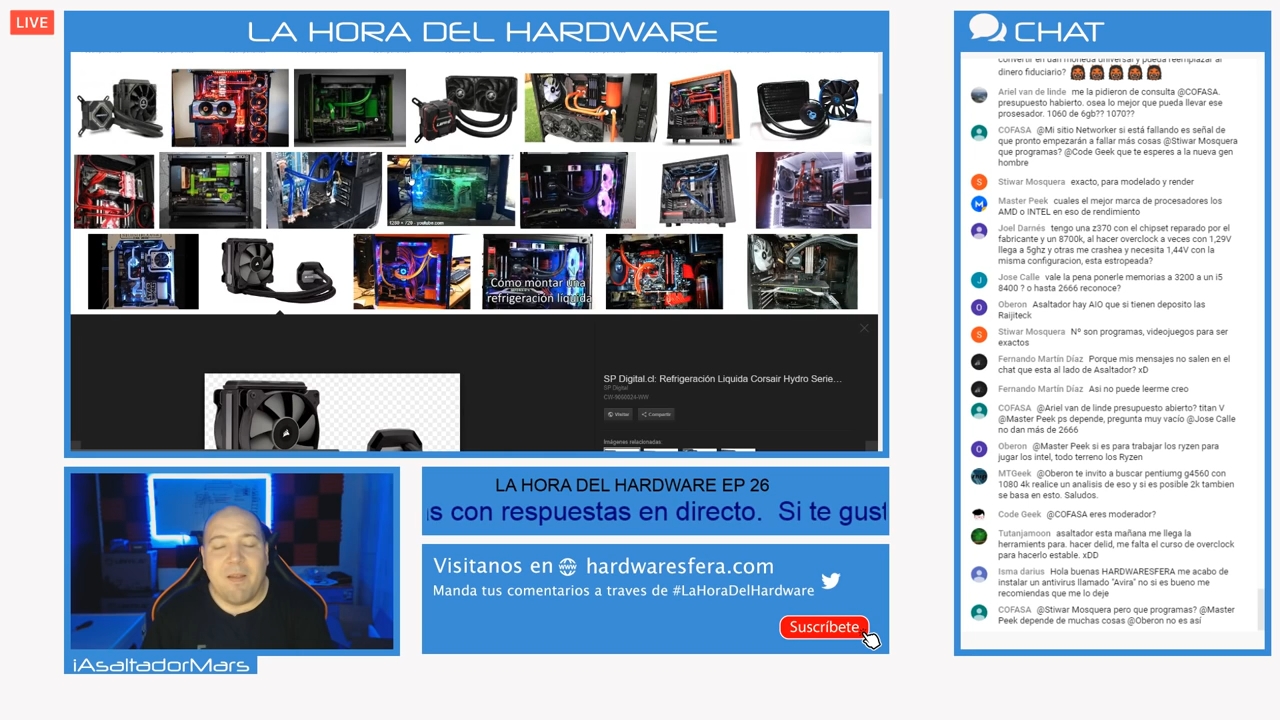 LIVE
LA HORA DEL HARDWARE
Cómo montar una
refrigeración líquida
SP Digital.cl: Refrigeración Liquida Corsair Hydro Serie…
SP Digital
CW-9060024-WW
Visitar
Compartir
Imágenes relacionadas:
iAsaltadorMars
LA HORA DEL HARDWARE EP 26
s con respuestas en directo. Si te gust
Visitanos en hardwaresfera.com
Manda tus comentarios a traves de #LaHoraDelHardware
Suscríbete
CHAT
convertir en dan moneda universal y pueda reemplazar al
dinero fiduciario?
Ariel van de linde me la pidieron de consulta @COFASA.
presupuesto habierto. osea lo mejor que pueda llevar ese
prosesador. 1060 de 6gb?? 1070??
COFASA @Mi sitio Networker si está fallando es señal de
que pronto empezarán a fallar más cosas @Stiwar Mosquera
que programas? @Code Geek que te esperes a la nueva gen
hombre
Stiwar Mosquera exacto, para modelado y render
Master Peek cuales el mejor marca de procesadores los
AMD o INTEL en eso de rendimiento
Joel Darnés tengo una z370 con el chipset reparado por el
fabricante y un 8700k, al hacer overclock a veces con 1,29V
llega a 5ghz y otras me crashea y necesita 1,44V con la
misma configuracion, esta estropeada?
Jose Calle vale la pena ponerle memorias a 3200 a un i5
8400 ? o hasta 2666 reconoce?
Oberon Asaltador hay AIO que si tienen deposito las
Raijiteck
Stiwar Mosquera Nº son programas, videojuegos para ser
exactos
Fernando Martín Díaz Porque mis mensajes no salen en el
chat que esta al lado de Asaltador? xD
Fernando Martín Díaz Asi no puede leerme creo
COFASA @Ariel van de linde presupuesto abierto? titan V
@Master Peek ps depende, pregunta muy vacío @Jose Calle
no dan más de 2666
Oberon @Master Peek si es para trabajar los ryzen para
jugar los intel, todo terreno los Ryzen
MTGeek @Oberon te invito a buscar pentiumg g4560 con
1080 4k realice un analisis de eso y si es posible 2k tambien
se basa en esto. Saludos.
Code Geek @COFASA eres moderador?
Tutanjamoon asaltador esta mañana me llega la
herramients para. hacer delid, me falta el curso de overclock
para hacerlo estable. xDD
Isma darius Hola buenas HARDWARESFERA me acabo de
instalar un antivirus llamado "Avira" no si es bueno me
recomiendas que me lo deje
COFASA @Stiwar Mosquera pero que programas? @Master
Peek depende de muchas cosas @Oberon no es así